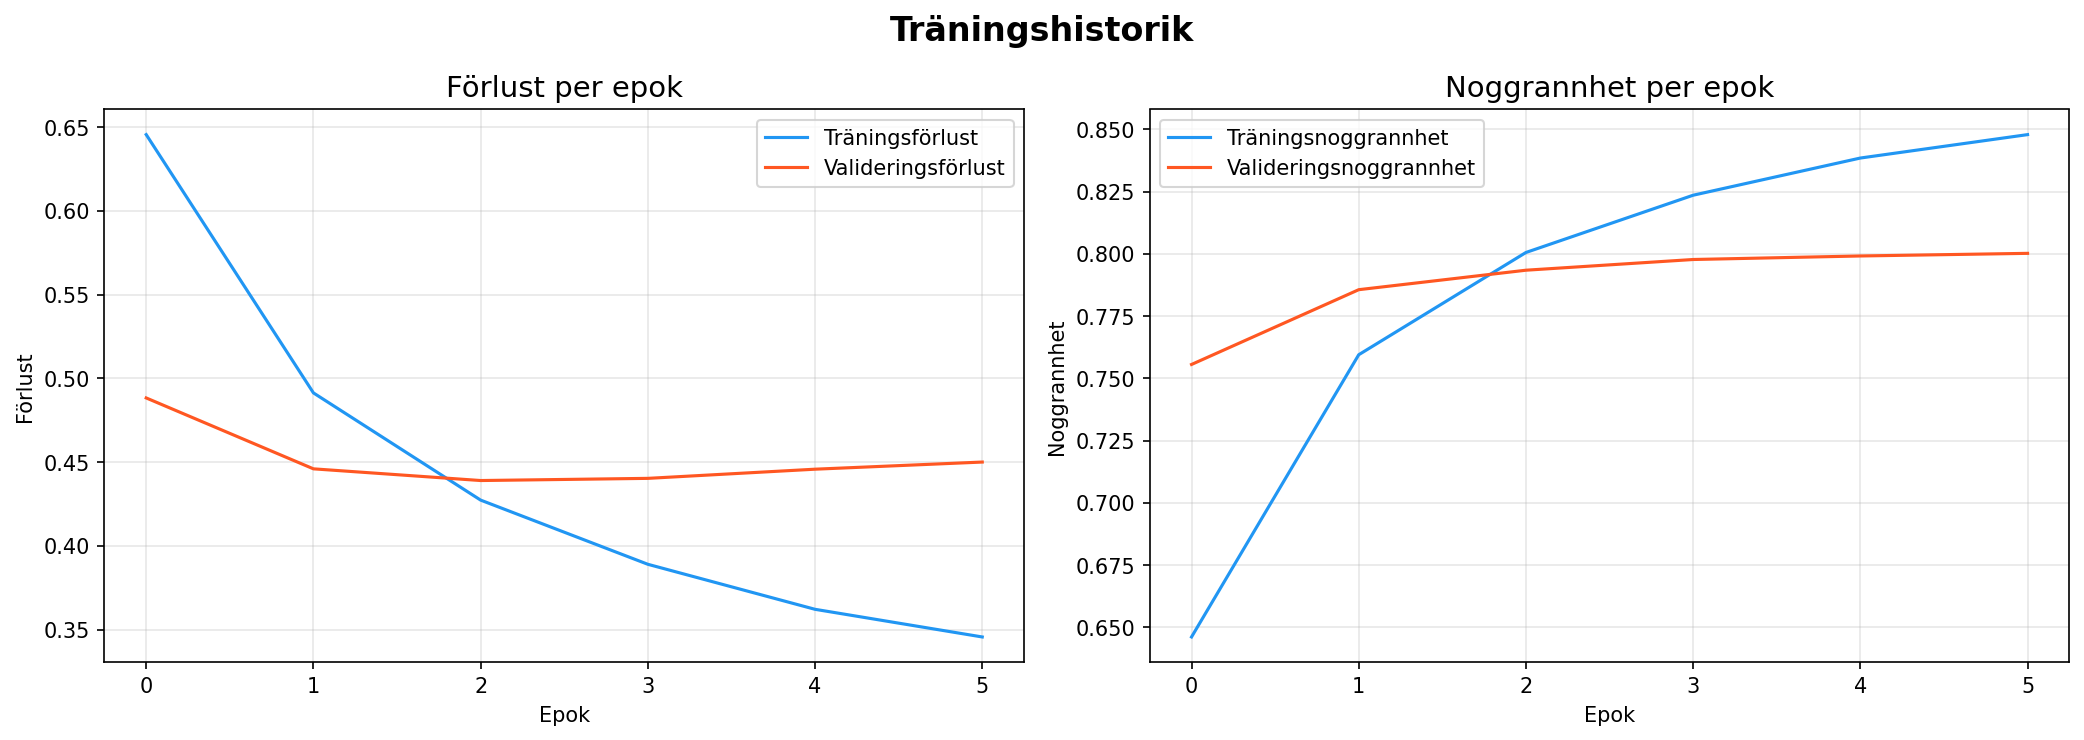 Träningshistorik
Förlust per epok
0.65
0.60
0.55
0.50
0.45
0.40
0.35
Förlust
Träningsförlust
Valideringsförlust
0 1 2 3 4 5
Epok
Noggrannhet per epok
0.850
0.825
0.800
0.775
0.750
0.725
0.700
0.675
0.650
Noggrannhet
Träningsnoggrannhet
Valideringsnoggrannhet
0 1 2 3 4 5
Epok